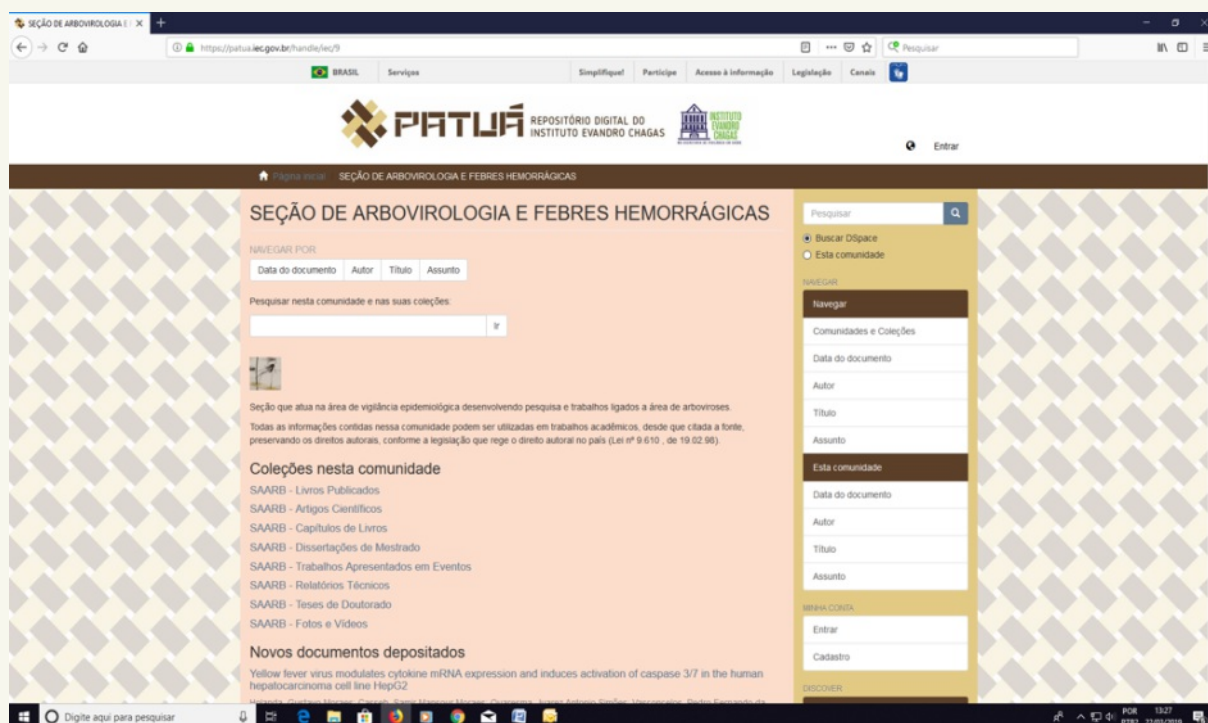 SEÇÃO DE ARBOVIROLOGIA E F
https://patua.iec.gov.br/handle/iec/9
Pesquisar
BRASIL Serviços Simplifique! Participe Acesso à informação Legislação Canais
PATUÁ REPOSITÓRIO DIGITAL DO
INSTITUTO EVANDRO CHAGAS
INSTITUTO
EVANDRO
CHAGAS
Entrar
Página inicial SEÇÃO DE ARBOVIROLOGIA E FEBRES HEMORRÁGICAS
SEÇÃO DE ARBOVIROLOGIA E FEBRES HEMORRÁGICAS
NAVEGAR POR
Data do documento Autor Título Assunto
Pesquisar nesta comunidade e nas suas coleções:
Ir
Seção que atua na área de vigilância epidemiológica desenvolvendo pesquisa e trabalhos ligados a área de arboviroses.
Todas as informações contidas nessa comunidade podem ser utilizadas em trabalhos acadêmicos, desde que citada a fonte,
preservando os direitos autorais, conforme a legislação que rege o direito autoral no país (Lei nº 9.610 , de 19.02.98).
Coleções nesta comunidade
SAARB - Livros Publicados
SAARB - Artigos Científicos
SAARB - Capítulos de Livros
SAARB - Dissertações de Mestrado
SAARB - Trabalhos Apresentados em Eventos
SAARB - Relatórios Técnicos
SAARB - Teses de Doutorado
SAARB - Fotos e Vídeos
Novos documentos depositados
Yellow fever virus modulates cytokine mRNA expression and induces activation of caspase 3/7 in the human
hepatocarcinoma cell line HepG2
Pesquisar
Buscar DSpace
Esta comunidade
NAVEGAR
Navegar
Comunidades e Coleções
Data do documento
Autor
Título
Assunto
Esta comunidade
Data do documento
Autor
Título
Assunto
MINHA CONTA
Entrar
Cadastro
DISCOVER
Digite aqui para pesquisar
POR 13:27